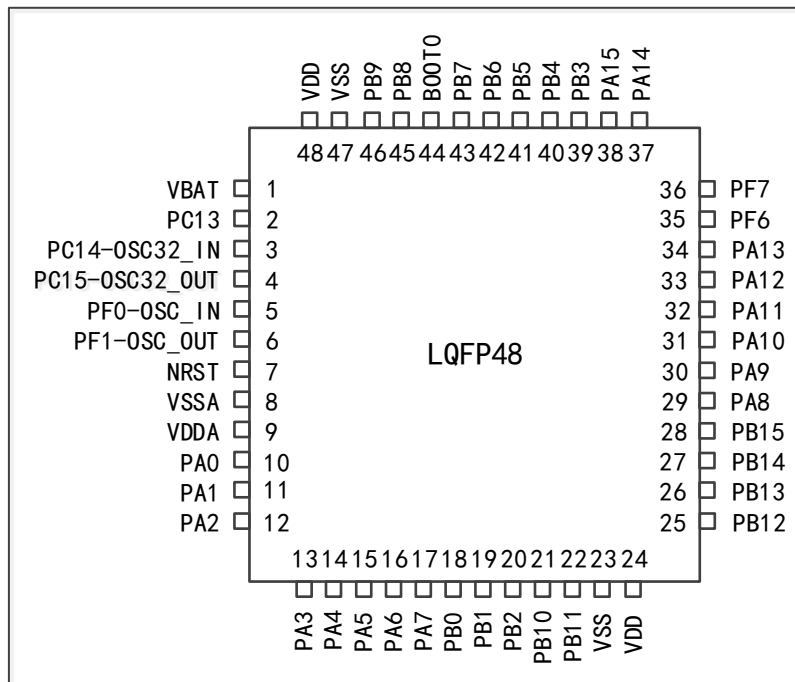 VDD VSS PB9 PB8 BOOT0 PB7 PB6 PB5 PB4 PB3 PA15 PA14
48 47 46 45 44 43 42 41 40 39 38 37
VBAT 1 36 PF7
PC13 2 35 PF6
PC14-OSC32_IN 3 34 PA13
PC15-OSC32_OUT 4 33 PA12
PF0-OSC_IN 5 32 PA11
PF1-OSC_OUT 6 31 PA10
LQFP48
NRST 7 30 PA9
VSSA 8 29 PA8
VDDA 9 28 PB15
PA0 10 27 PB14
PA1 11 26 PB13
PA2 12 25 PB12
13 14 15 16 17 18 19 20 21 22 23 24
PA3 PA4 PA5 PA6 PA7 PB0 PB1 PB2 PB10 PB11 VSS VDD